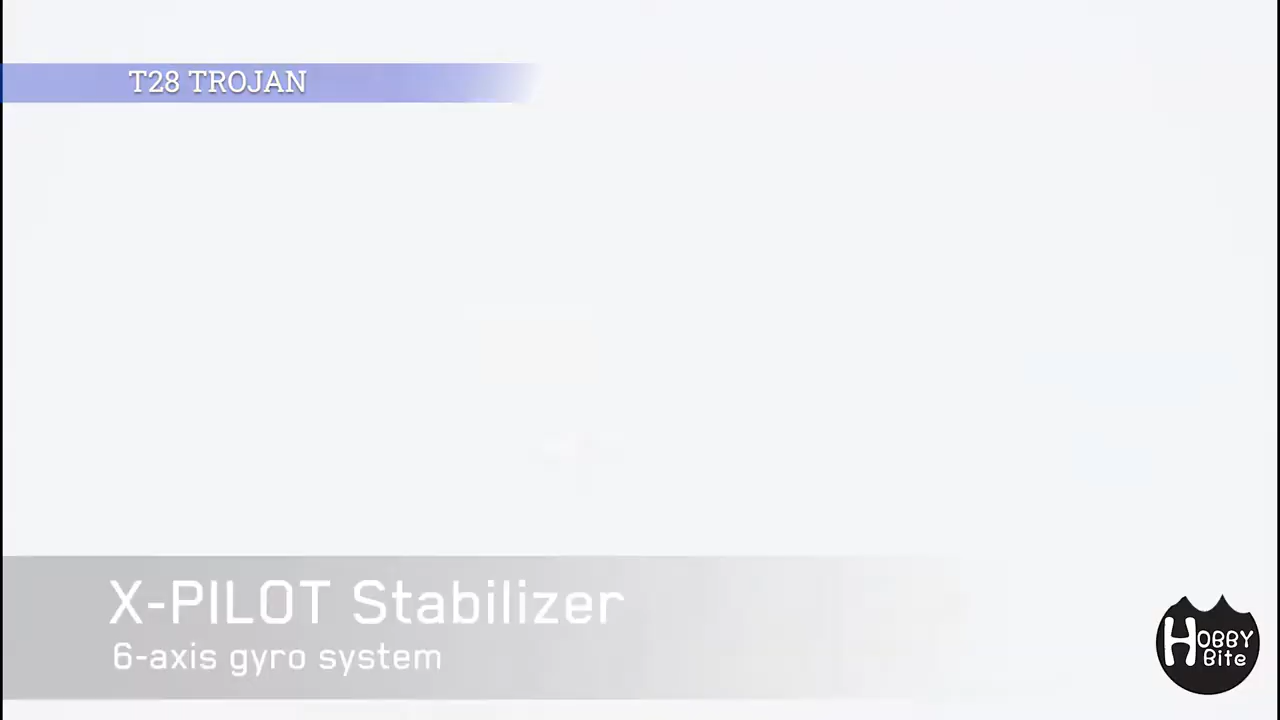 T28 TROJAN
X-PILOT Stabilizer
6-axis gyro system
HOBBY
Bite